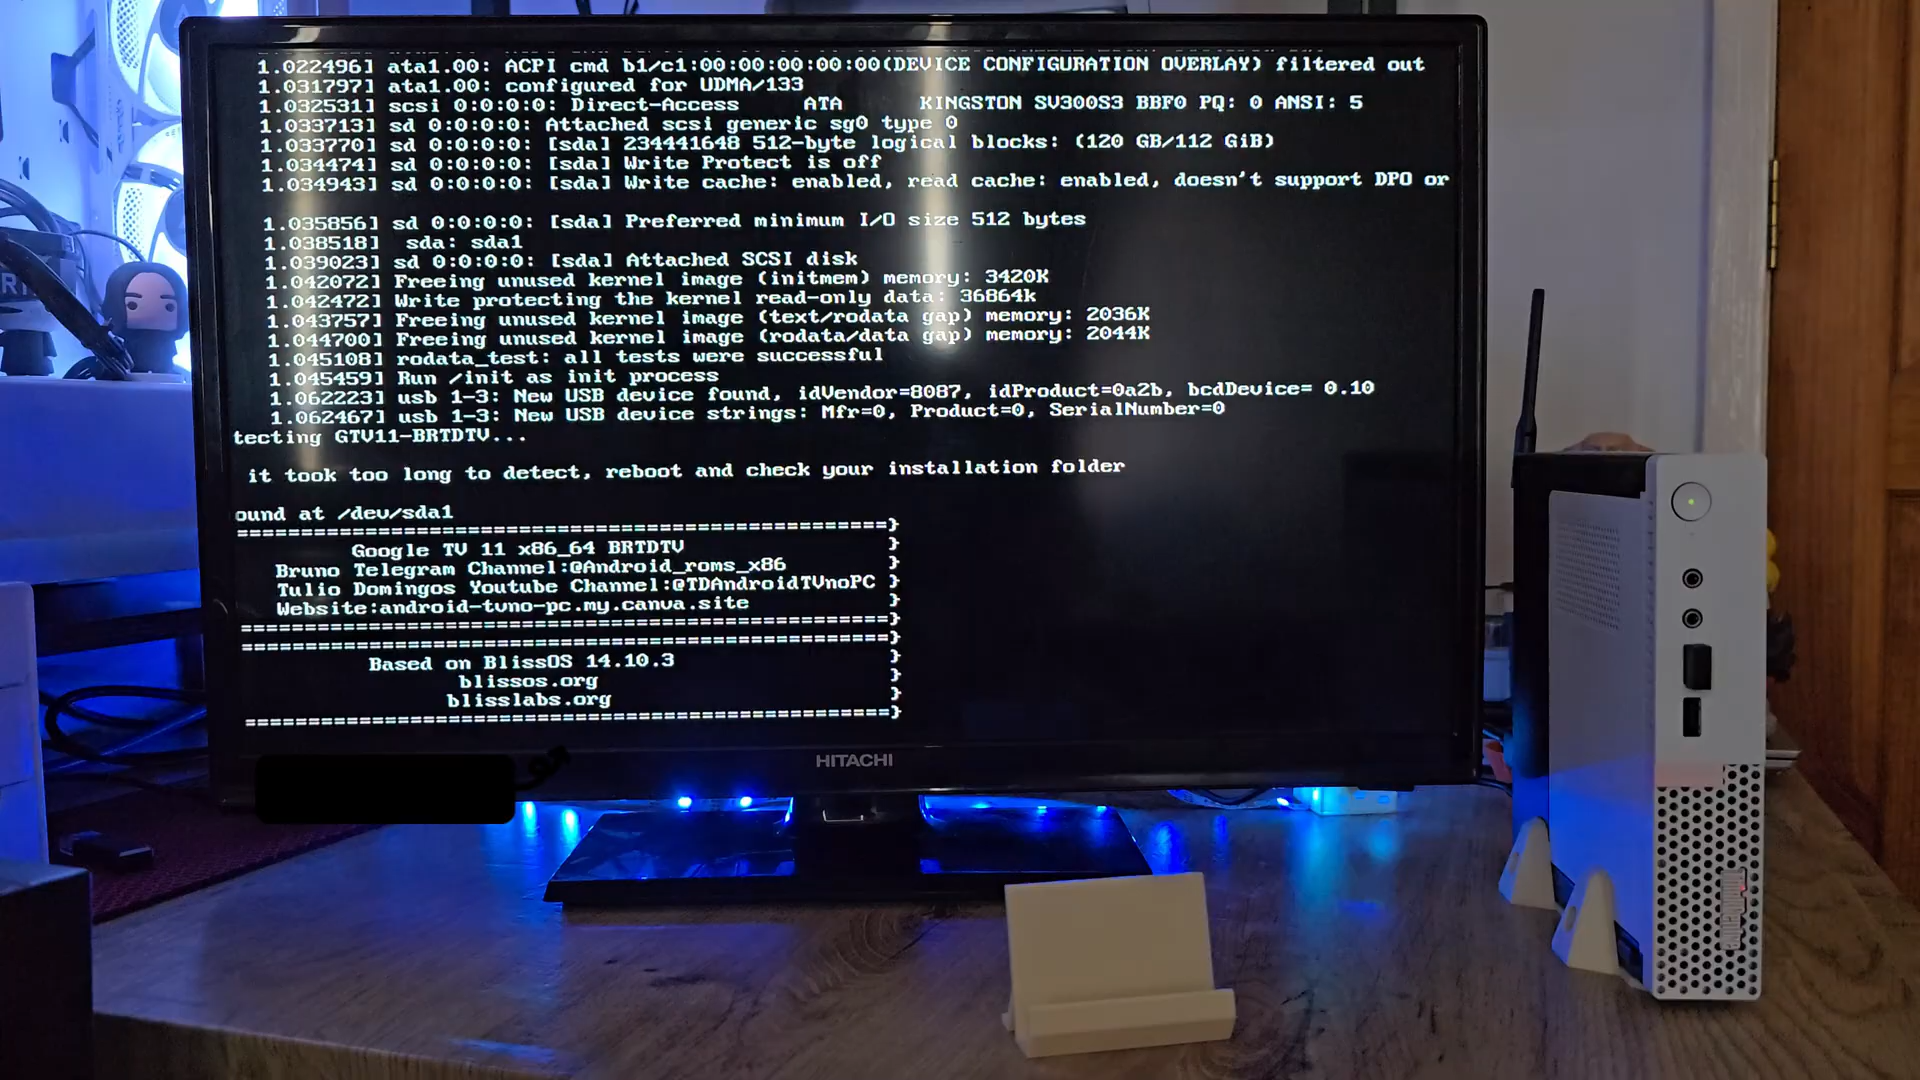 1.022496] ata1.00: ACPI cmd b1/c1:00:00:00:00:00(DEVICE CONFIGURATION OVERLAY) filtered out
1.031797] ata1.00: configured for UDMA/133
1.032531] scsi 0:0:0:0: Direct-Access ATA KINGSTON SV300S3 BBF0 PQ: 0 ANSI: 5
1.033713] sd 0:0:0:0: Attached scsi generic sg0 type 0
1.033770] sd 0:0:0:0: [sda] 234441648 512-byte logical blocks: (120 GB/112 GiB)
1.034474] sd 0:0:0:0: [sda] Write Protect is off
1.034943] sd 0:0:0:0: [sda] Write cache: enabled, read cache: enabled, doesn't support DPO or
1.035856] sd 0:0:0:0: [sda] Preferred minimum I/O size 512 bytes
1.038518] sda: sda1
1.039023] sd 0:0:0:0: [sda] Attached SCSI disk
1.042072] Freeing unused kernel image (initmem) memory: 3420K
1.042472] Write protecting the kernel read-only data: 36864k
1.043757] Freeing unused kernel image (text/rodata gap) memory: 2036K
1.044700] Freeing unused kernel image (rodata/data gap) memory: 2044K
1.045108] rodata_test: all tests were successful
1.045459] Run /init as init process
1.062223] usb 1-3: New USB device found, idVendor=8087, idProduct=0a2b, bcdDevice= 0.10
1.062467] usb 1-3: New USB device strings: Mfr=0, Product=0, SerialNumber=0
tecting GTV11-BRTDTV...
it took too long to detect, reboot and check your installation folder
ound at /dev/sda1
===================================================}
Google TV 11 x86_64 BRTDTV }
Bruno Telegram Channel:@Android_roms_x86 }
Tulio Domingos Youtube Channel:@TDAndroidTVnoPC }
Website:android-tvno-pc.my.canva.site }
===================================================}
===================================================}
Based on BlissOS 14.10.3 }
blissos.org }
blisslabs.org }
===================================================}
HITACHI
ThinkCentre